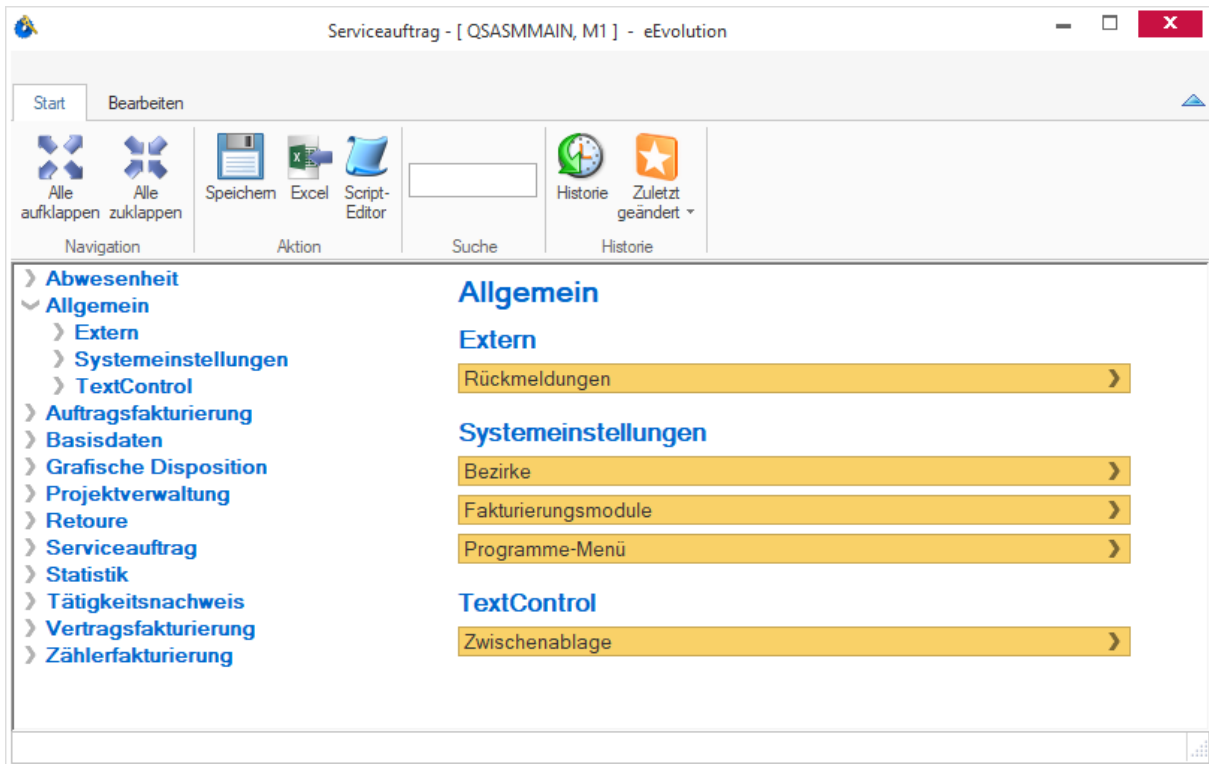 Serviceauftrag - [ QSASMMAIN, M1 ] - eEvolution
Start Bearbeiten
Alle aufklappen
Alle zuklappen
Speichern
Excel
Script-Editor
Historie
Zuletzt geändert
Navigation
Aktion
Suche
Historie
Abwesenheit
Allgemein
Extern
Systemeinstellungen
TextControl
Auftragsfakturierung
Basisdaten
Grafische Disposition
Projektverwaltung
Retoure
Serviceauftrag
Statistik
Tätigkeitsnachweis
Vertragsfakturierung
Zählerfakturierung
Allgemein
Extern
Rückmeldungen
Systemeinstellungen
Bezirke
Fakturierungsmodule
Programme-Menü
TextControl
Zwischenablage